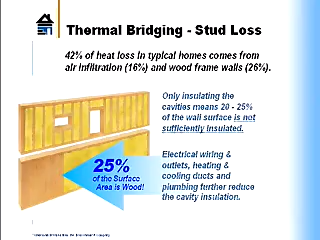 Thermal Bridging - Stud Loss
42% of heat loss in typical homes comes from
air infiltration (16%) and wood frame walls (26%).
Only insulating the
cavities means 20 - 25%
of the wall surface is not
sufficiently insulated.
25%
of the Surface
Area is Wood!
Electrical wiring &
outlets, heating &
cooling ducts and
plumbing further reduce
the cavity insulation.